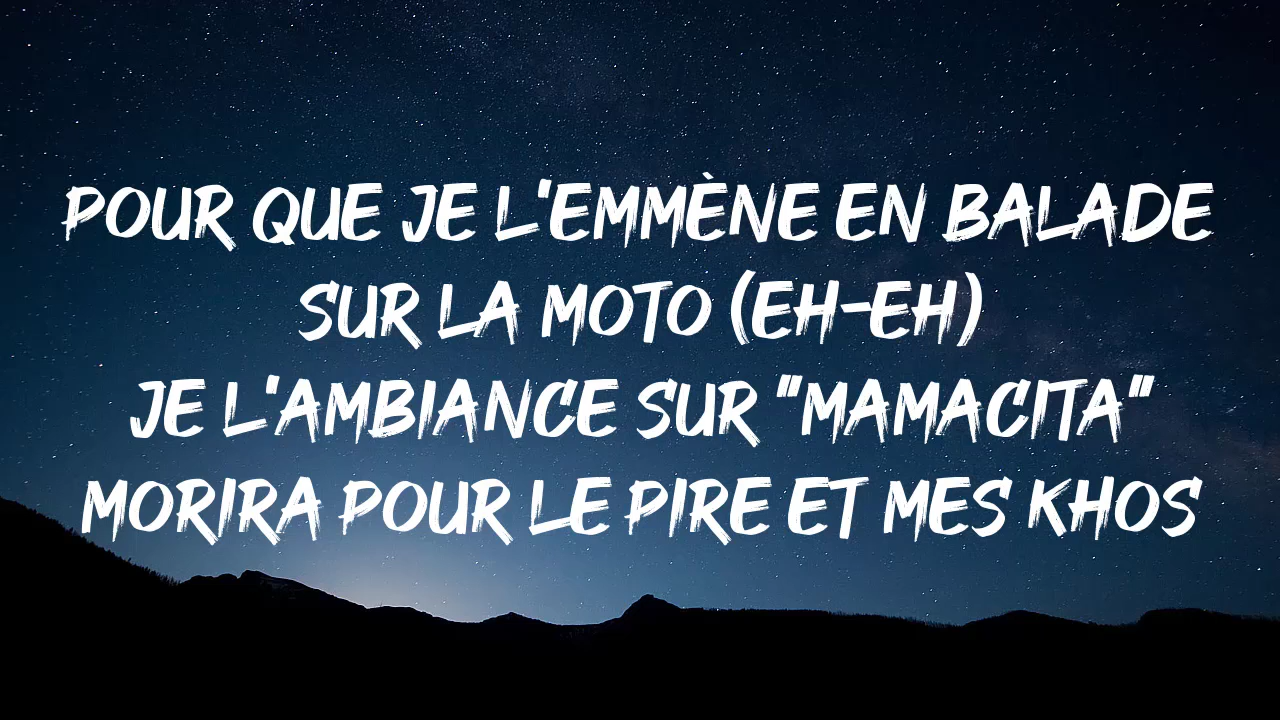 POUR QUE JE L'EMMÈNE EN BALADE
SUR LA MOTO (EH-EH)
JE L'AMBIANCE SUR "MAMACITA"
MORIRA POUR LE PIRE ET MES KHOS